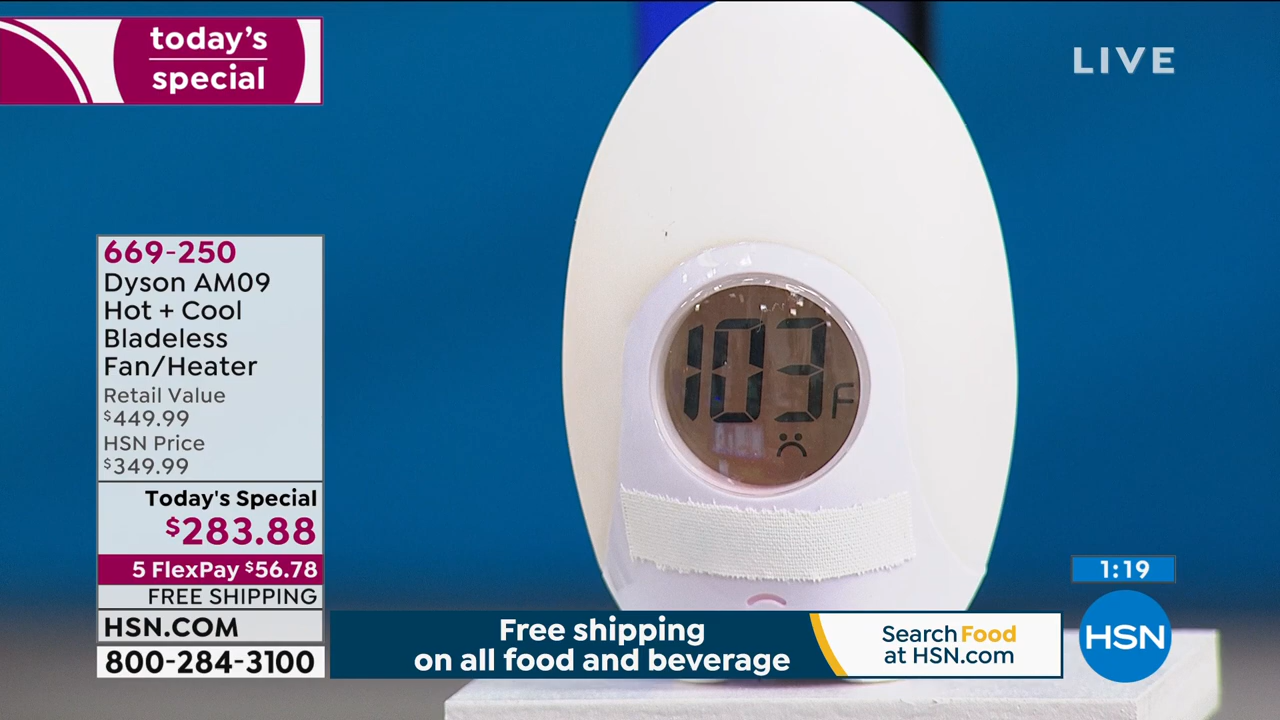 today's
special
LIVE
669-250
Dyson AM09
Hot + Cool
Bladeless
Fan/Heater
Retail Value
$449.99
HSN Price
$349.99
Today's Special
$283.88
5 FlexPay $56.78
FREE SHIPPING
HSN.COM
800-284-3100
103F
1:19
HSN
Free shipping
on all food and beverage
Search Food
at HSN.com